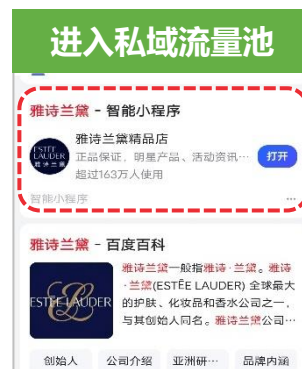 进入私域流量池
雅诗兰黛 - 智能小程序
雅诗兰黛精品店
正品保证，明星产品、活动资讯…
打开
超过163万人使用
ESTĒE
LAUDER
雅诗兰黛
智能小程序
...
雅诗兰黛 - 百度百科
雅诗兰黛一般指雅诗·兰黛。雅诗
·兰黛(ESTĒE LAUDER) 全球最大
的护肤、化妆品和香水公司之一，
与其创始人同名。雅诗兰黛公司…
ESTĒE LAUDER
创始人 公司介绍 亚洲研… 品牌内涵